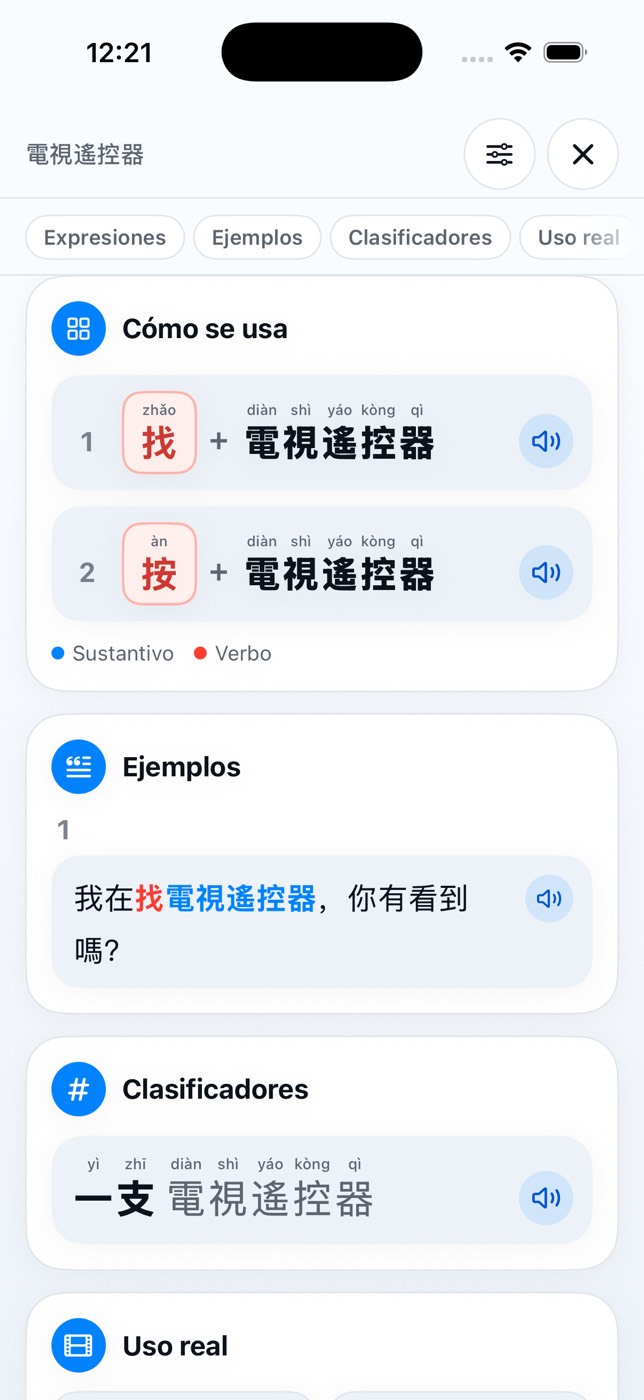 12:21
電視遙控器
Expresiones Ejemplos Clasificadores Uso real
Cómo se usa
zhǎo diàn shì yáo kòng qì
1 找 + 電視遙控器
àn diàn shì yáo kòng qì
2 按 + 電視遙控器
Sustantivo Verbo
Ejemplos
1
我在找電視遙控器，你有看到
嗎?
# Clasificadores
yì zhī diàn shì yáo kòng qì
一支 電視遙控器
Uso real